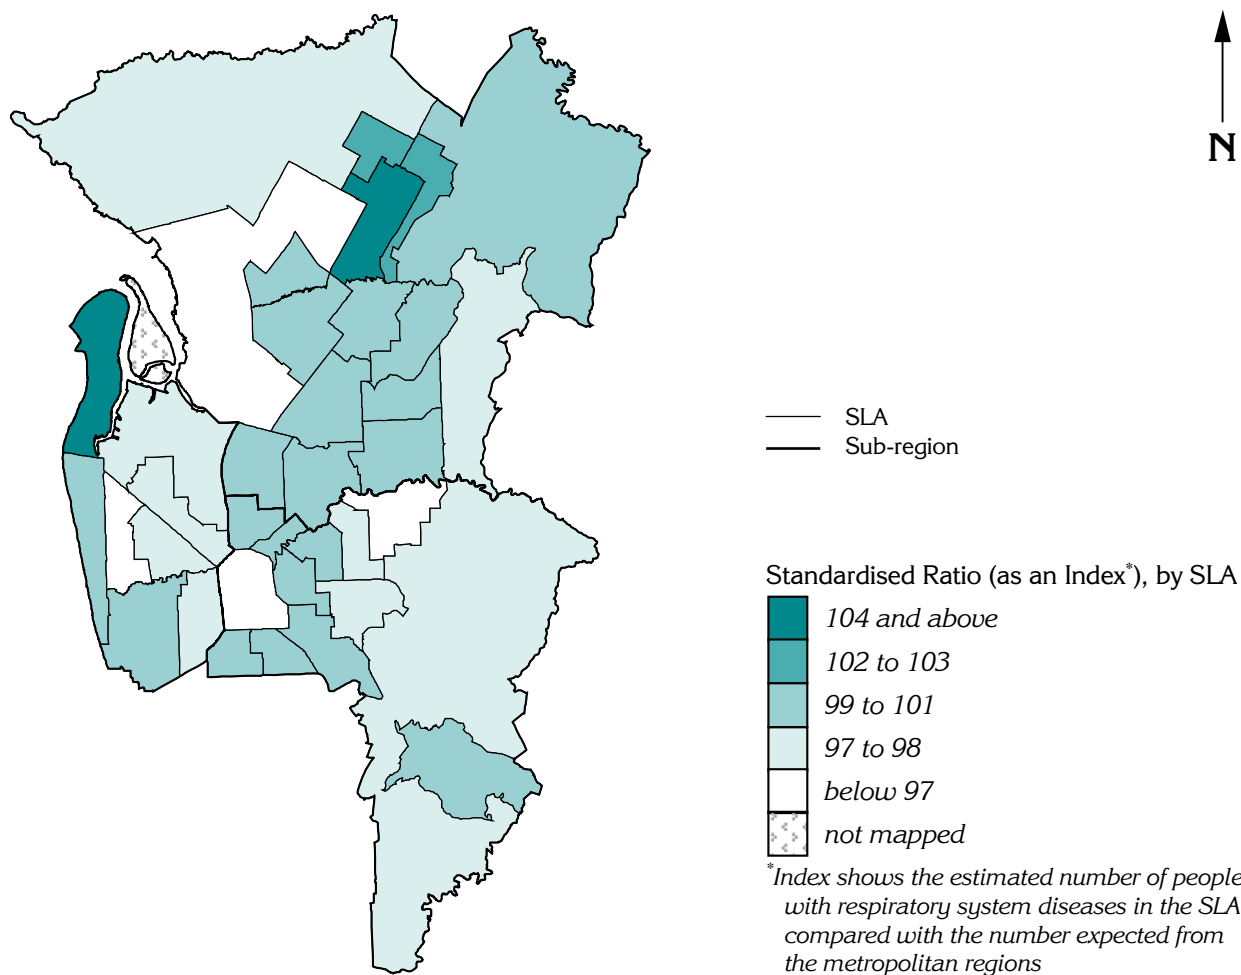 N
SLA
Sub-region
Standardised Ratio (as an Index*), by SLA
104 and above
102 to 103
99 to 101
97 to 98
below 97
not mapped
*Index shows the estimated number of people
with respiratory system diseases in the SLA
compared with the number expected from
the metropolitan regions